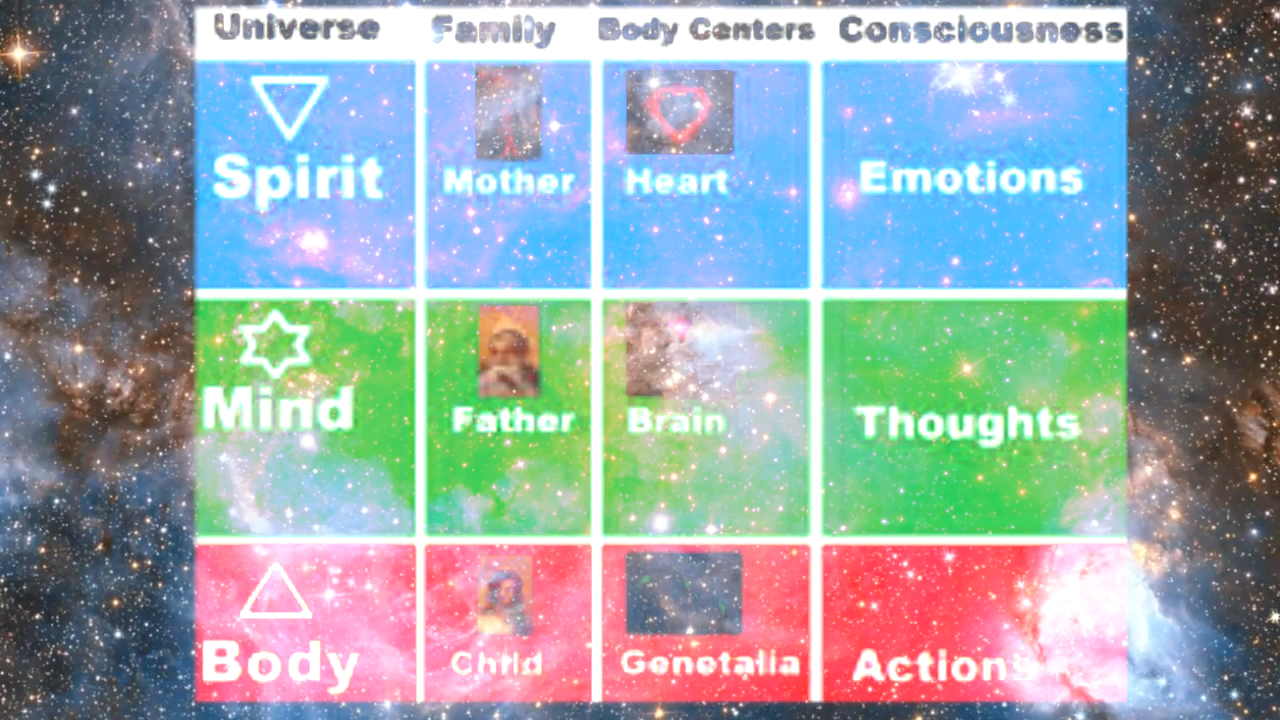 Universe Family Body Centers Consciousness
Spirit Mother Heart Emotions
Mind Father Brain Thoughts
Body Child Genetalia Actions